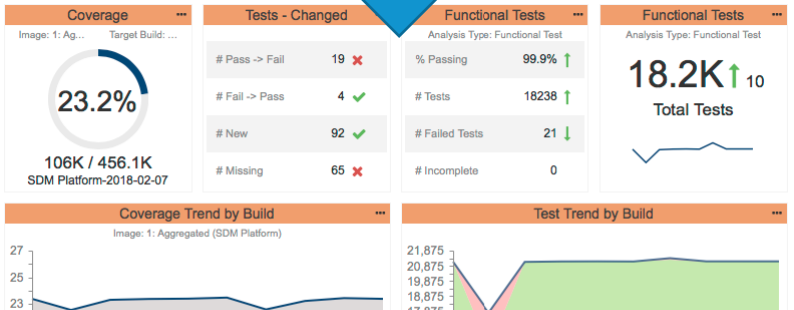 Coverage ...
Image: 1: Ag... Target Build: ...
23.2%
106K / 456.1K
SDM Platform-2018-02-07
Tests - Changed
# Pass -> Fail 19
# Fail -> Pass 4
# New 92
# Missing 65
Functional Tests ...
Analysis Type: Functional Test
% Passing 99.9%
# Tests 18238
# Failed Tests 21
# Incomplete 0
Functional Tests ...
Analysis Type: Functional Test
18.2K 10
Total Tests
Coverage Trend by Build ...
Image: 1: Aggregated (SDM Platform)
27
25
23
Test Trend by Build ...
21,875
20,875
19,875
18,875